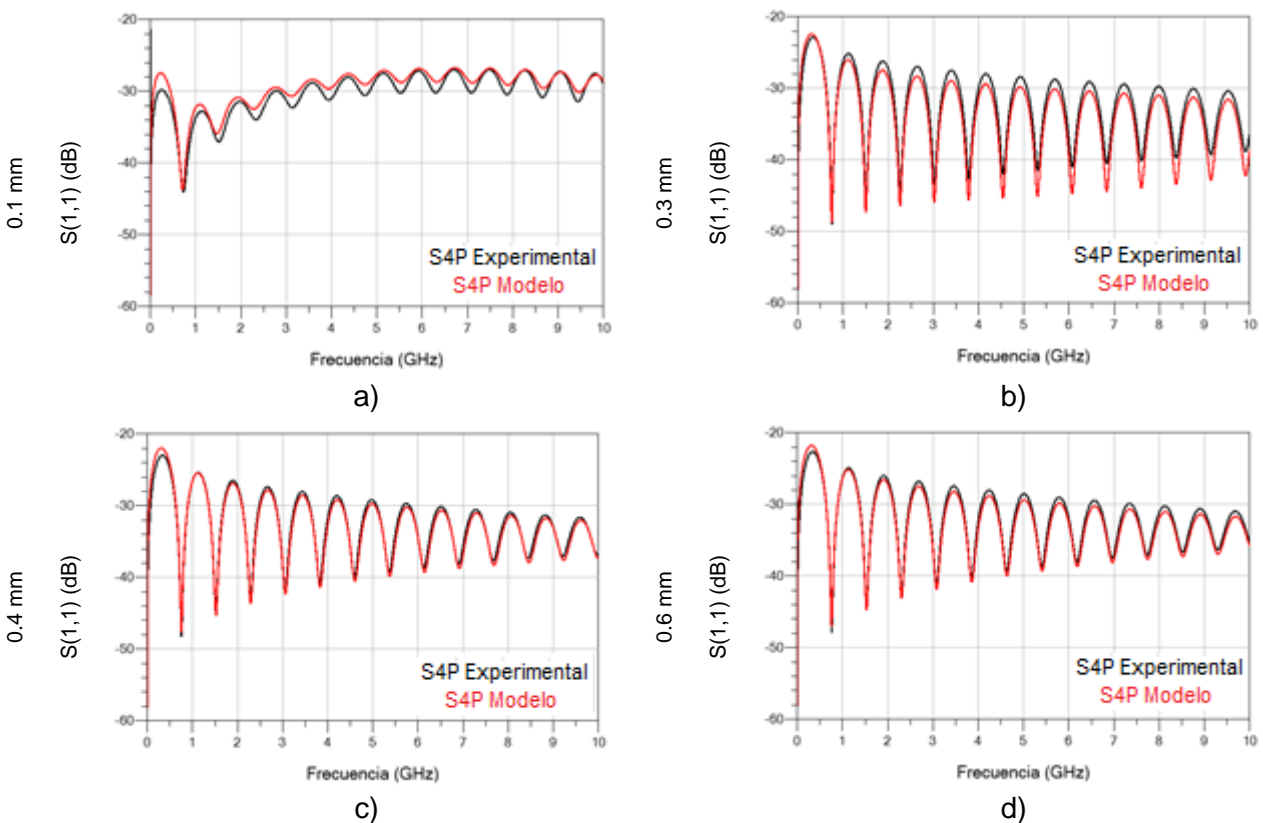 0.1 mm
S(1,1) (dB)
-20
-30
-40
-50
-60
S4P Experimental
S4P Modelo
0 1 2 3 4 5 6 7 8 9 10
Frecuencia (GHz)
a)
0.3 mm
S(1,1) (dB)
-20
-30
-40
-50
-60
S4P Experimental
S4P Modelo
0 1 2 3 4 5 6 7 8 9 10
Frecuencia (GHz)
b)
0.4 mm
S(1,1) (dB)
-20
-30
-40
-50
-60
S4P Experimental
S4P Modelo
0 1 2 3 4 5 6 7 8 9 10
Frecuencia (GHz)
c)
0.6 mm
S(1,1) (dB)
-20
-30
-40
-50
-60
S4P Experimental
S4P Modelo
0 1 2 3 4 5 6 7 8 9 10
Frecuencia (GHz)
d)